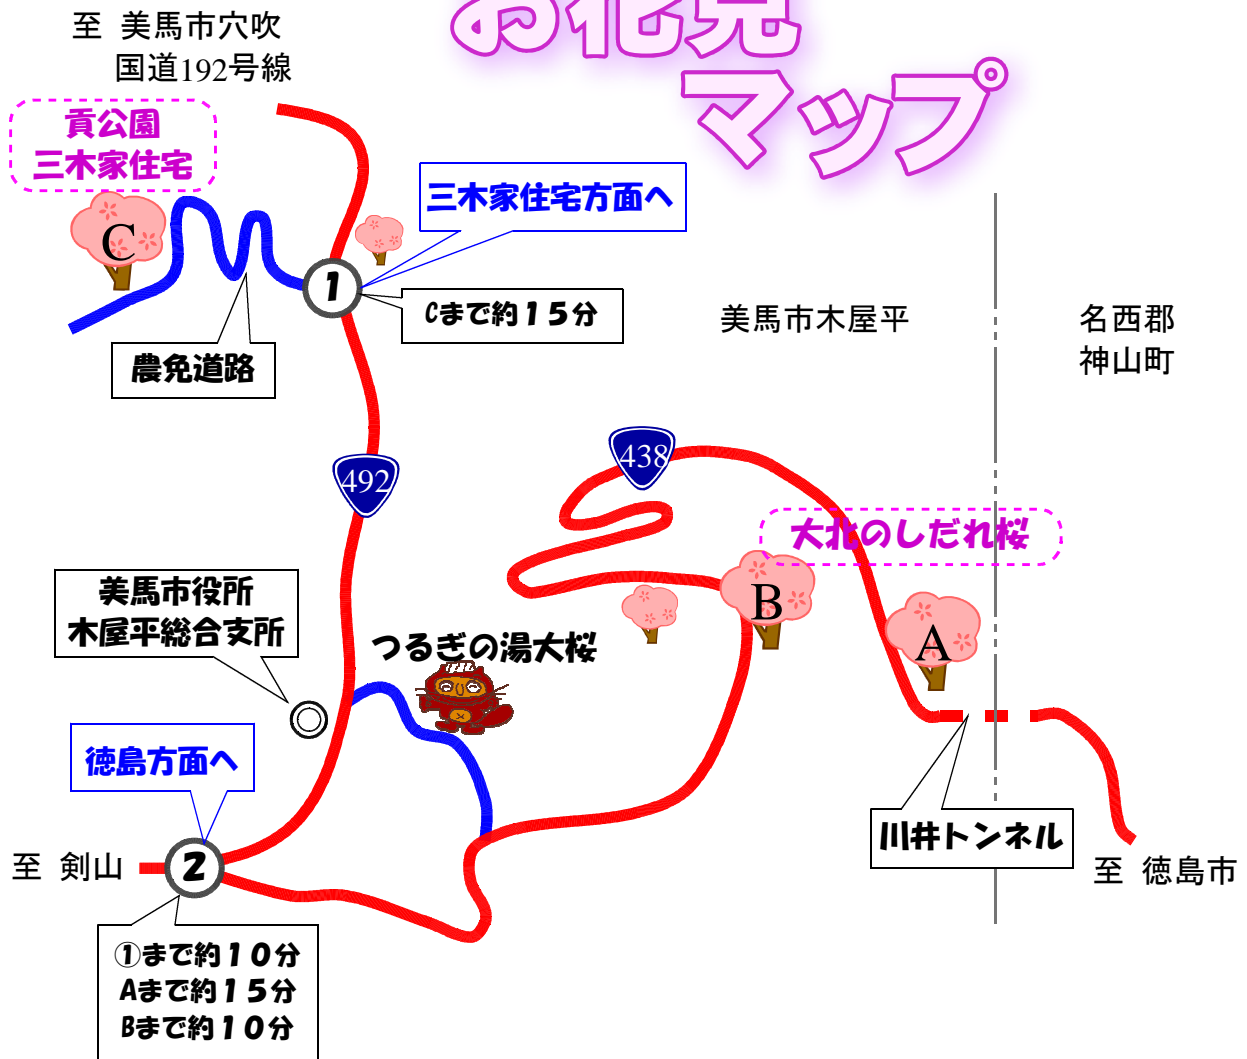 お花見
マップ
至 美馬市穴吹
国道192号線
貢公園
三木家住宅
C
三木家住宅方面へ
1
Cまで約15分
農免道路
美馬市木屋平
名西郡
神山町
492
438
大北のしだれ桜
B
A
美馬市役所
木屋平総合支所
つるぎの湯大桜
徳島方面へ
川井トンネル
至 剣山
2
至 徳島市
①まで約10分
Aまで約15分
Bまで約10分